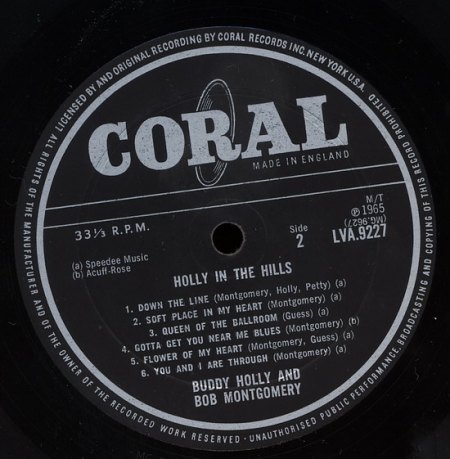 ALL RIGHTS OF THE MANUFACTURER AND OF THE OWNER OF THE RECORDED WORK RESERVED - UNAUTHORISED PUBLIC PERFORMANCE, BROADCASTING AND COPYING OF THIS RECORD PROHIBITED
LICENSED BY AND ORIGINAL RECORDING BY CORAL RECORDS INC. NEW YORK U.S.A.
CORAL
MADE IN ENGLAND
33⅓ R.P.M.
(a) Speedee Music
(b) Acuff-Rose
Side
2
M/T
℗ 1965
(MG.9627)
LVA.9227
HOLLY IN THE HILLS
1. DOWN THE LINE (Montgomery, Holly, Petty) (a)
2. SOFT PLACE IN MY HEART (Montgomery) (a)
3. QUEEN OF THE BALLROOM (Guess) (a)
4. GOTTA GET YOU NEAR ME BLUES (Montgomery) (b)
5. FLOWER OF MY HEART (Montgomery, Guess) (a)
6. YOU AND I ARE THROUGH (Montgomery) (a)
BUDDY HOLLY AND
BOB MONTGOMERY